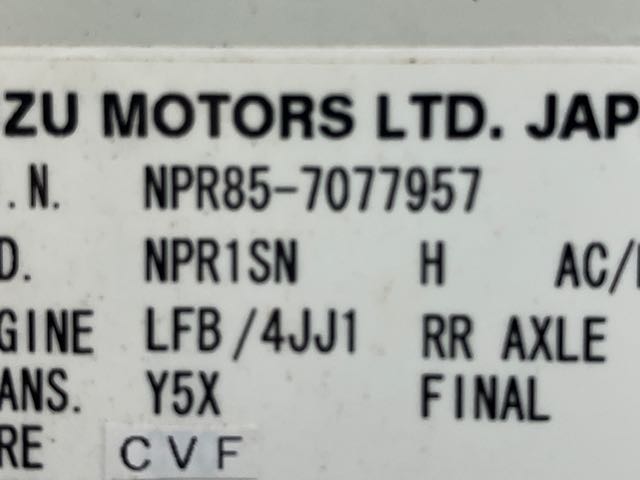 ZU MOTORS LTD. JAP
.N. NPR85-7077957
D. NPR1SN H AC/
GINE LFB/4JJ1 RR AXLE
ANS. Y5X FINAL
RE CVF